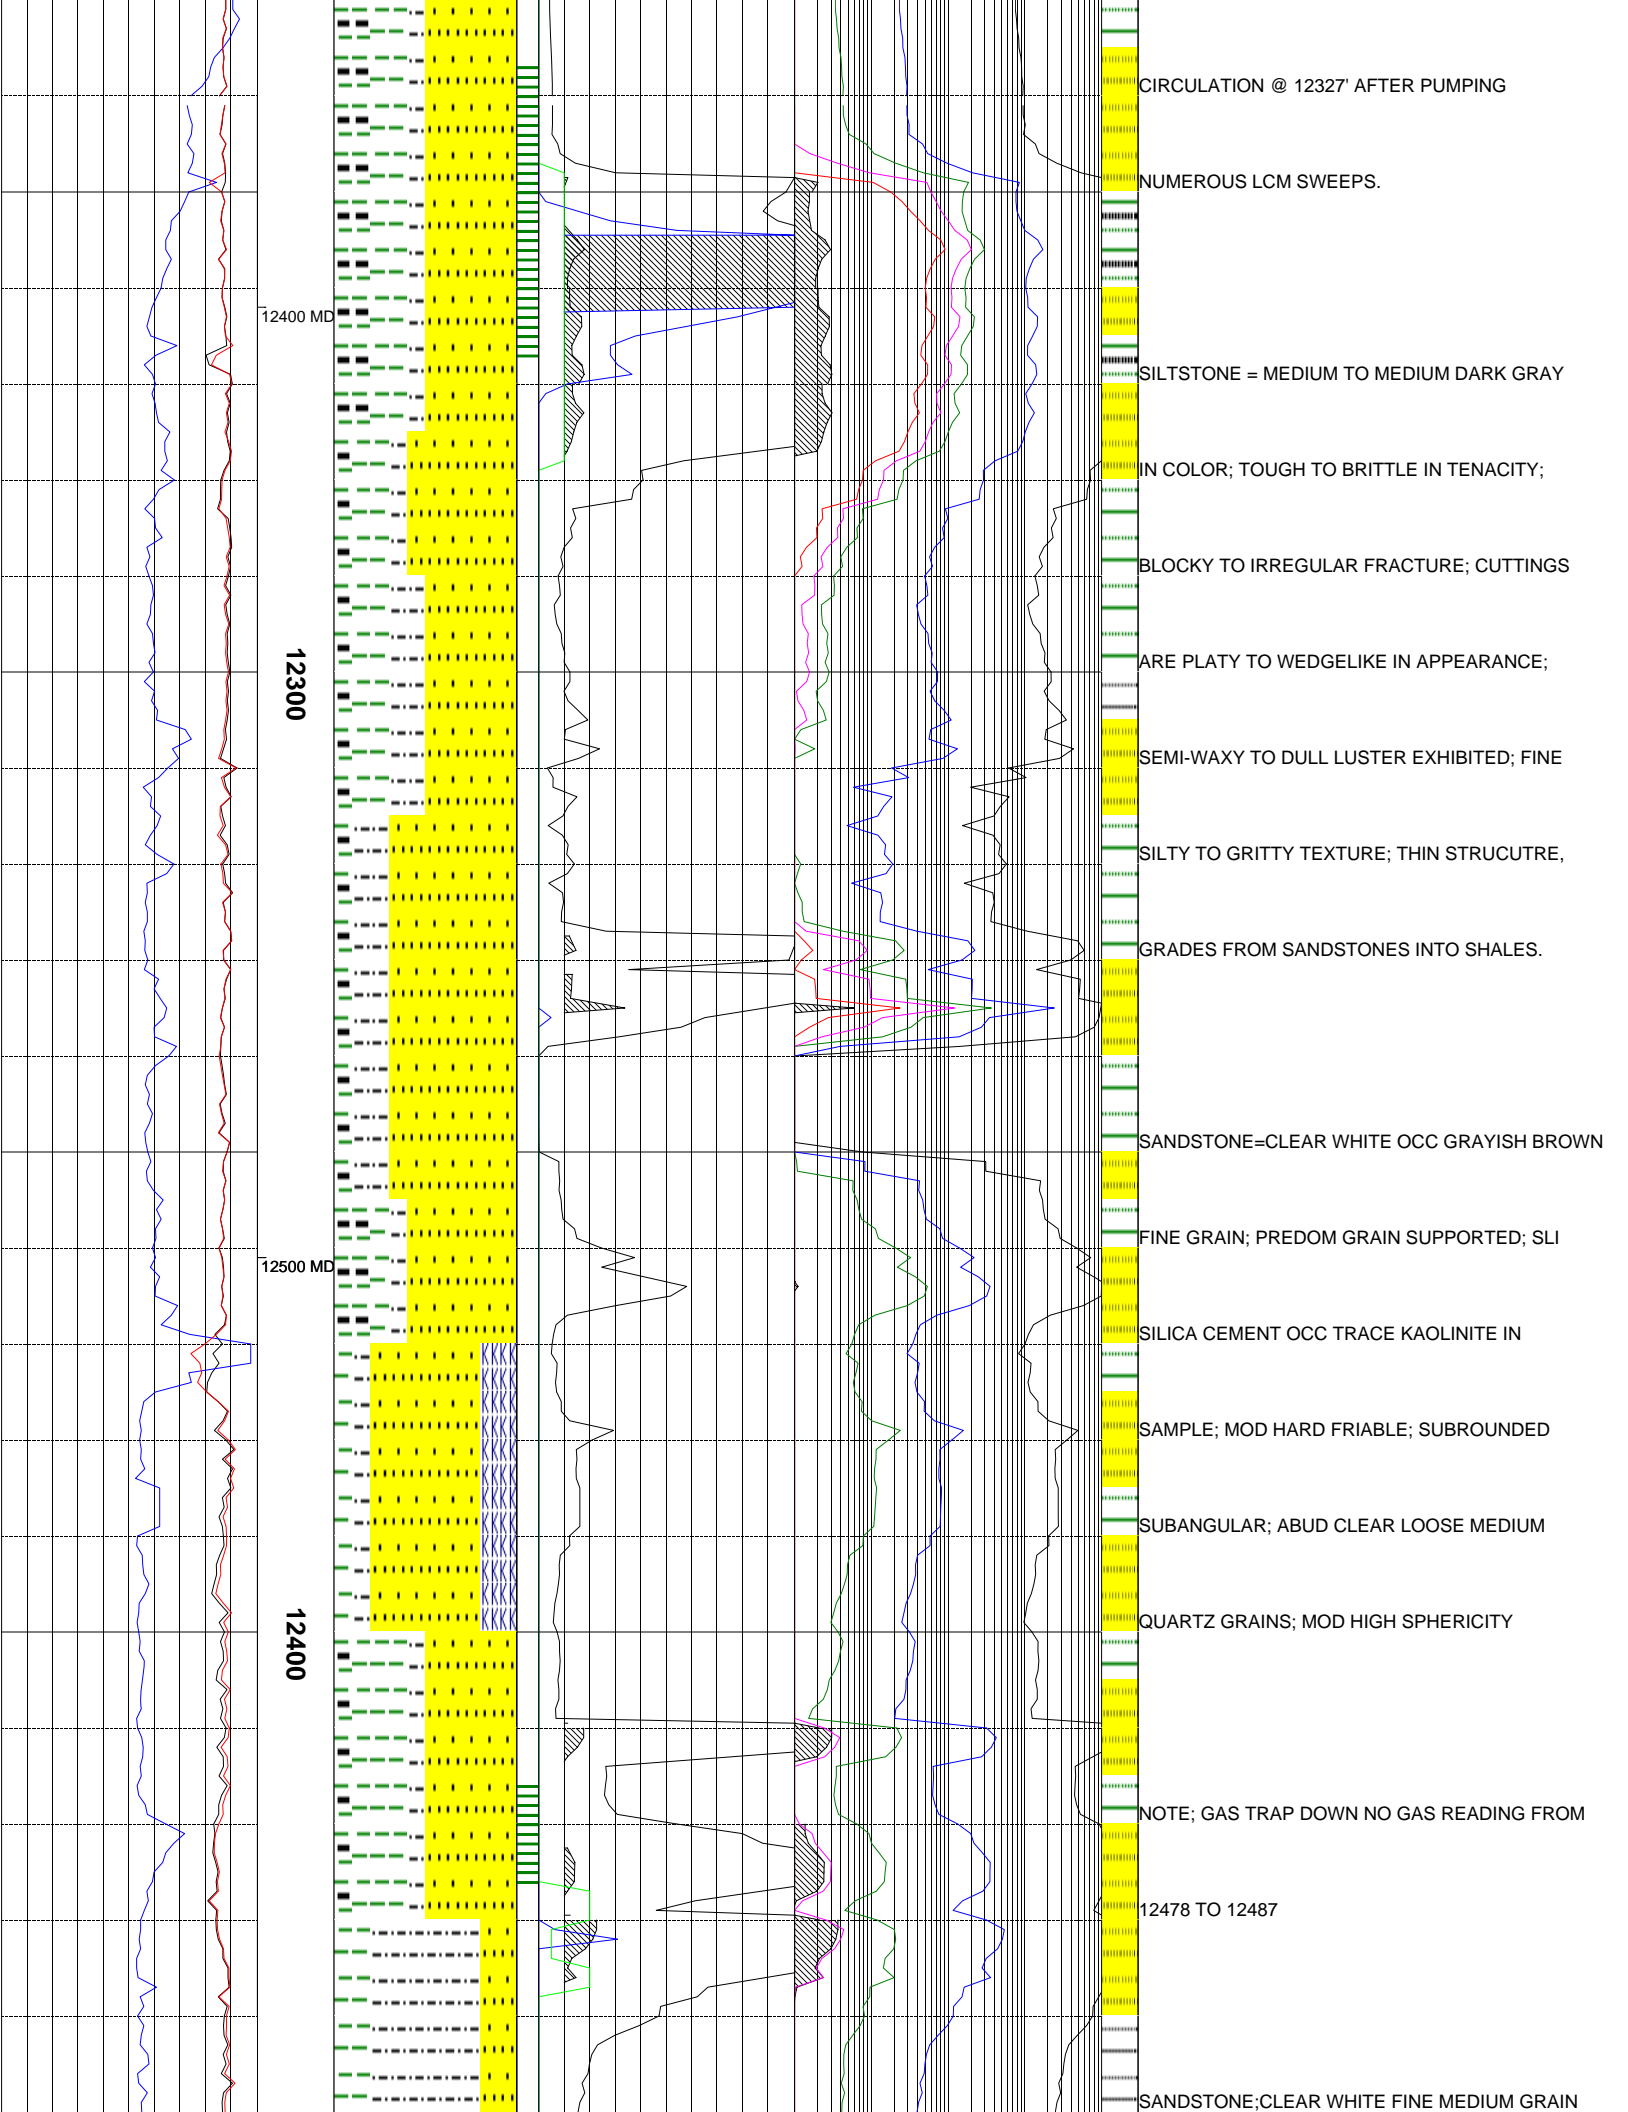 CIRCULATION @ 12327' AFTER PUMPING
NUMEROUS LCM SWEEPS.
12400 MD
SILTSTONE = MEDIUM TO MEDIUM DARK GRAY
IN COLOR; TOUGH TO BRITTLE IN TENACITY;
BLOCKY TO IRREGULAR FRACTURE; CUTTINGS
ARE PLATY TO WEDGELIKE IN APPEARANCE;
12300
SEMI-WAXY TO DULL LUSTER EXHIBITED; FINE
SILTY TO GRITTY TEXTURE; THIN STRUCUTRE,
GRADES FROM SANDSTONES INTO SHALES.
SANDSTONE=CLEAR WHITE OCC GRAYISH BROWN
FINE GRAIN; PREDOM GRAIN SUPPORTED; SLI
12500 MD
SILICA CEMENT OCC TRACE KAOLINITE IN
SAMPLE; MOD HARD FRIABLE; SUBROUNDED
SUBANGULAR; ABUD CLEAR LOOSE MEDIUM
QUARTZ GRAINS; MOD HIGH SPHERICITY
12400
NOTE; GAS TRAP DOWN NO GAS READING FROM
12478 TO 12487
SANDSTONE;CLEAR WHITE FINE MEDIUM GRAIN